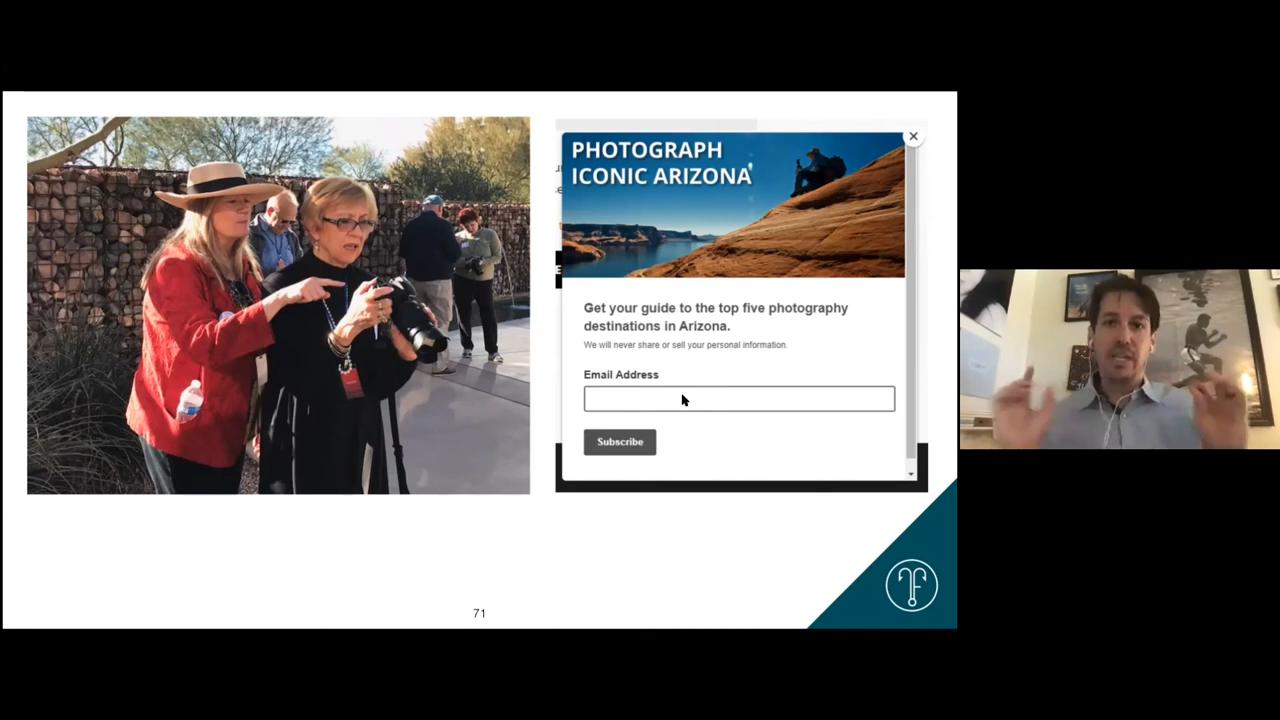 PHOTOGRAPH
ICONIC ARIZONA
Get your guide to the top five photography
destinations in Arizona.
We will never share or sell your personal information.
Email Address
Subscribe
71